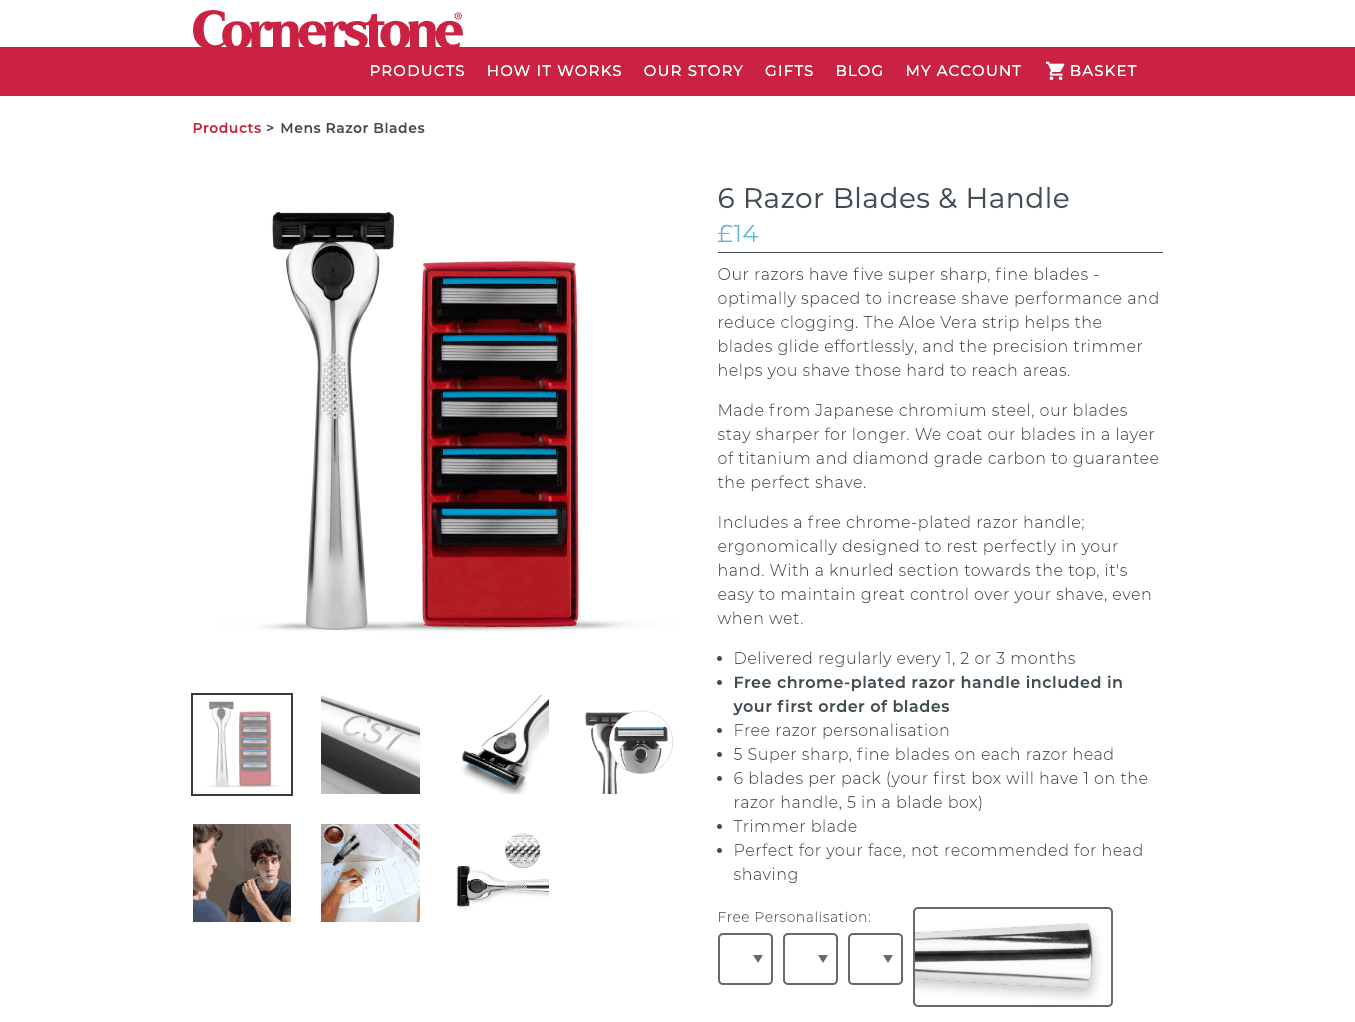 Cornerstone®
PRODUCTS HOW IT WORKS OUR STORY GIFTS BLOG MY ACCOUNT BASKET
Products > Mens Razor Blades
6 Razor Blades & Handle
£14
Our razors have five super sharp, fine blades -
optimally spaced to increase shave performance and
reduce clogging. The Aloe Vera strip helps the
blades glide effortlessly, and the precision trimmer
helps you shave those hard to reach areas.
Made from Japanese chromium steel, our blades
stay sharper for longer. We coat our blades in a layer
of titanium and diamond grade carbon to guarantee
the perfect shave.
Includes a free chrome-plated razor handle;
ergonomically designed to rest perfectly in your
hand. With a knurled section towards the top, it's
easy to maintain great control over your shave, even
when wet.
• Delivered regularly every 1, 2 or 3 months
• Free chrome-plated razor handle included in
your first order of blades
• Free razor personalisation
• 5 Super sharp, fine blades on each razor head
• 6 blades per pack (your first box will have 1 on the
razor handle, 5 in a blade box)
• Trimmer blade
• Perfect for your face, not recommended for head
shaving
CST
Free Personalisation: